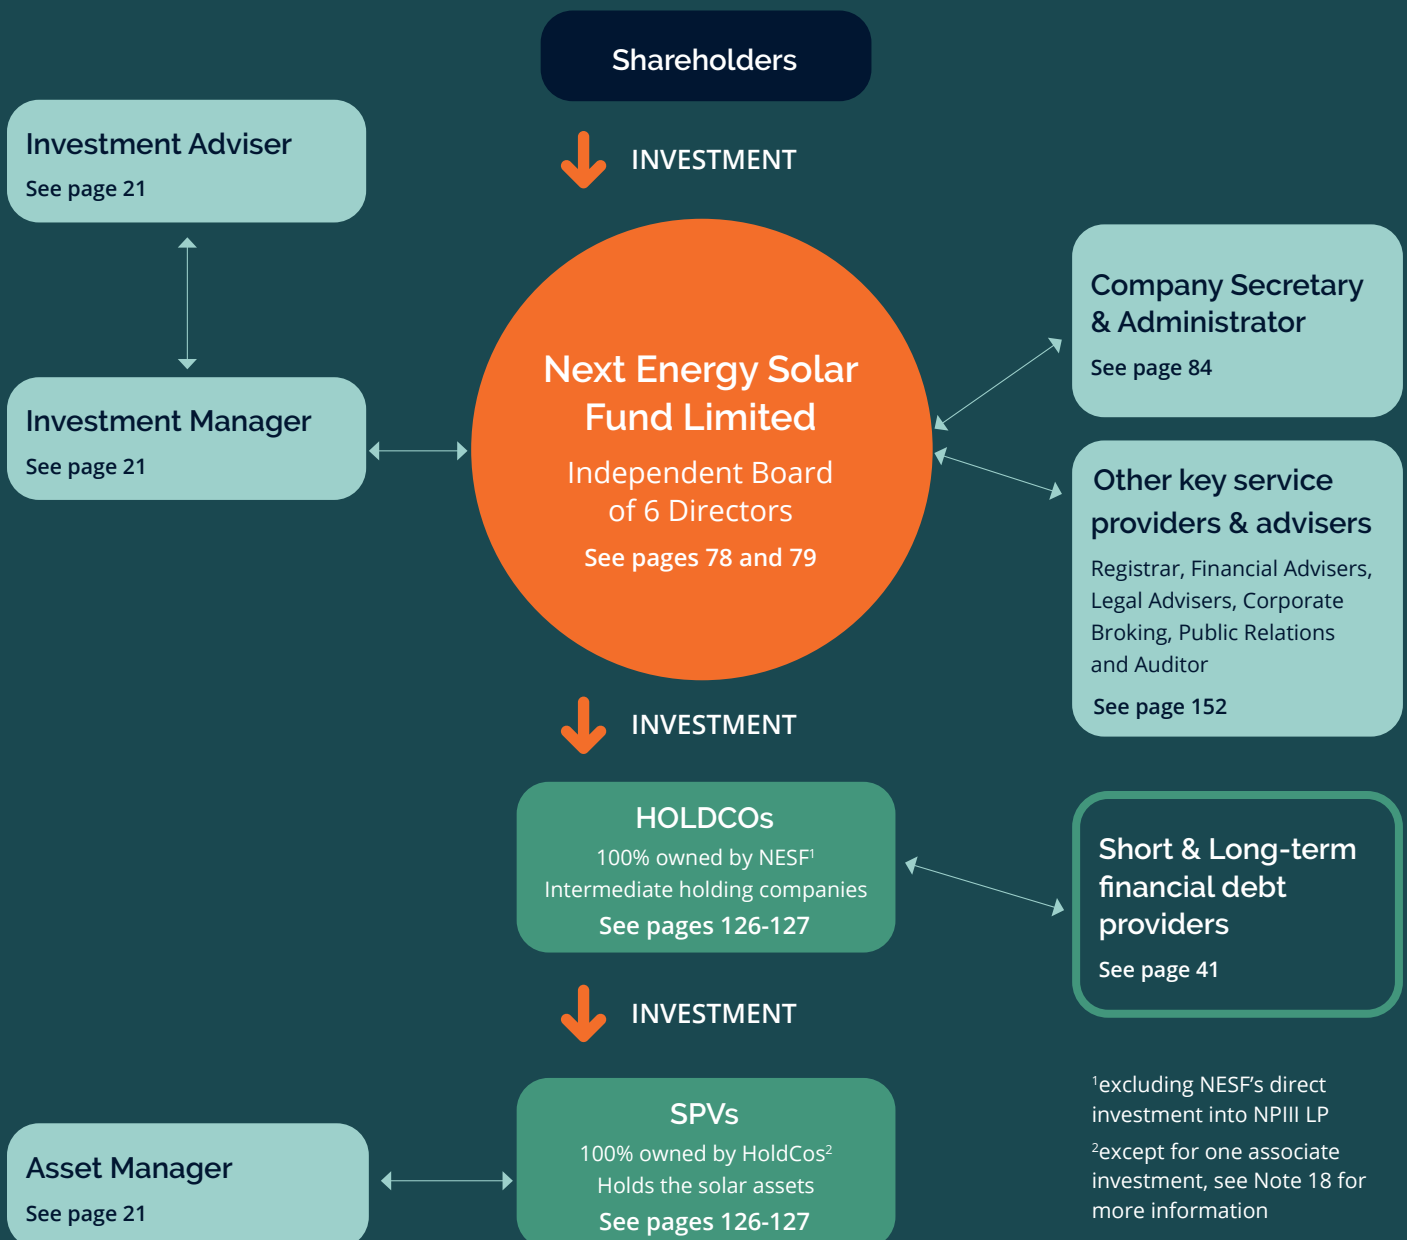 Shareholders
INVESTMENT
Investment Adviser
See page 21
Investment Manager
See page 21
Next Energy Solar
Fund Limited
Independent Board
of 6 Directors
See pages 78 and 79
Company Secretary
& Administrator
See page 84
Other key service
providers & advisers
Registrar, Financial Advisers,
Legal Advisers, Corporate
Broking, Public Relations
and Auditor
See page 152
INVESTMENT
HOLDCOs
100% owned by NESF¹
Intermediate holding companies
See pages 126-127
Short & Long-term
financial debt
providers
See page 41
INVESTMENT
SPVs
100% owned by HoldCos²
Holds the solar assets
See pages 126-127
Asset Manager
See page 21
¹excluding NESF’s direct
investment into NPIII LP
²except for one associate
investment, see Note 18 for
more information